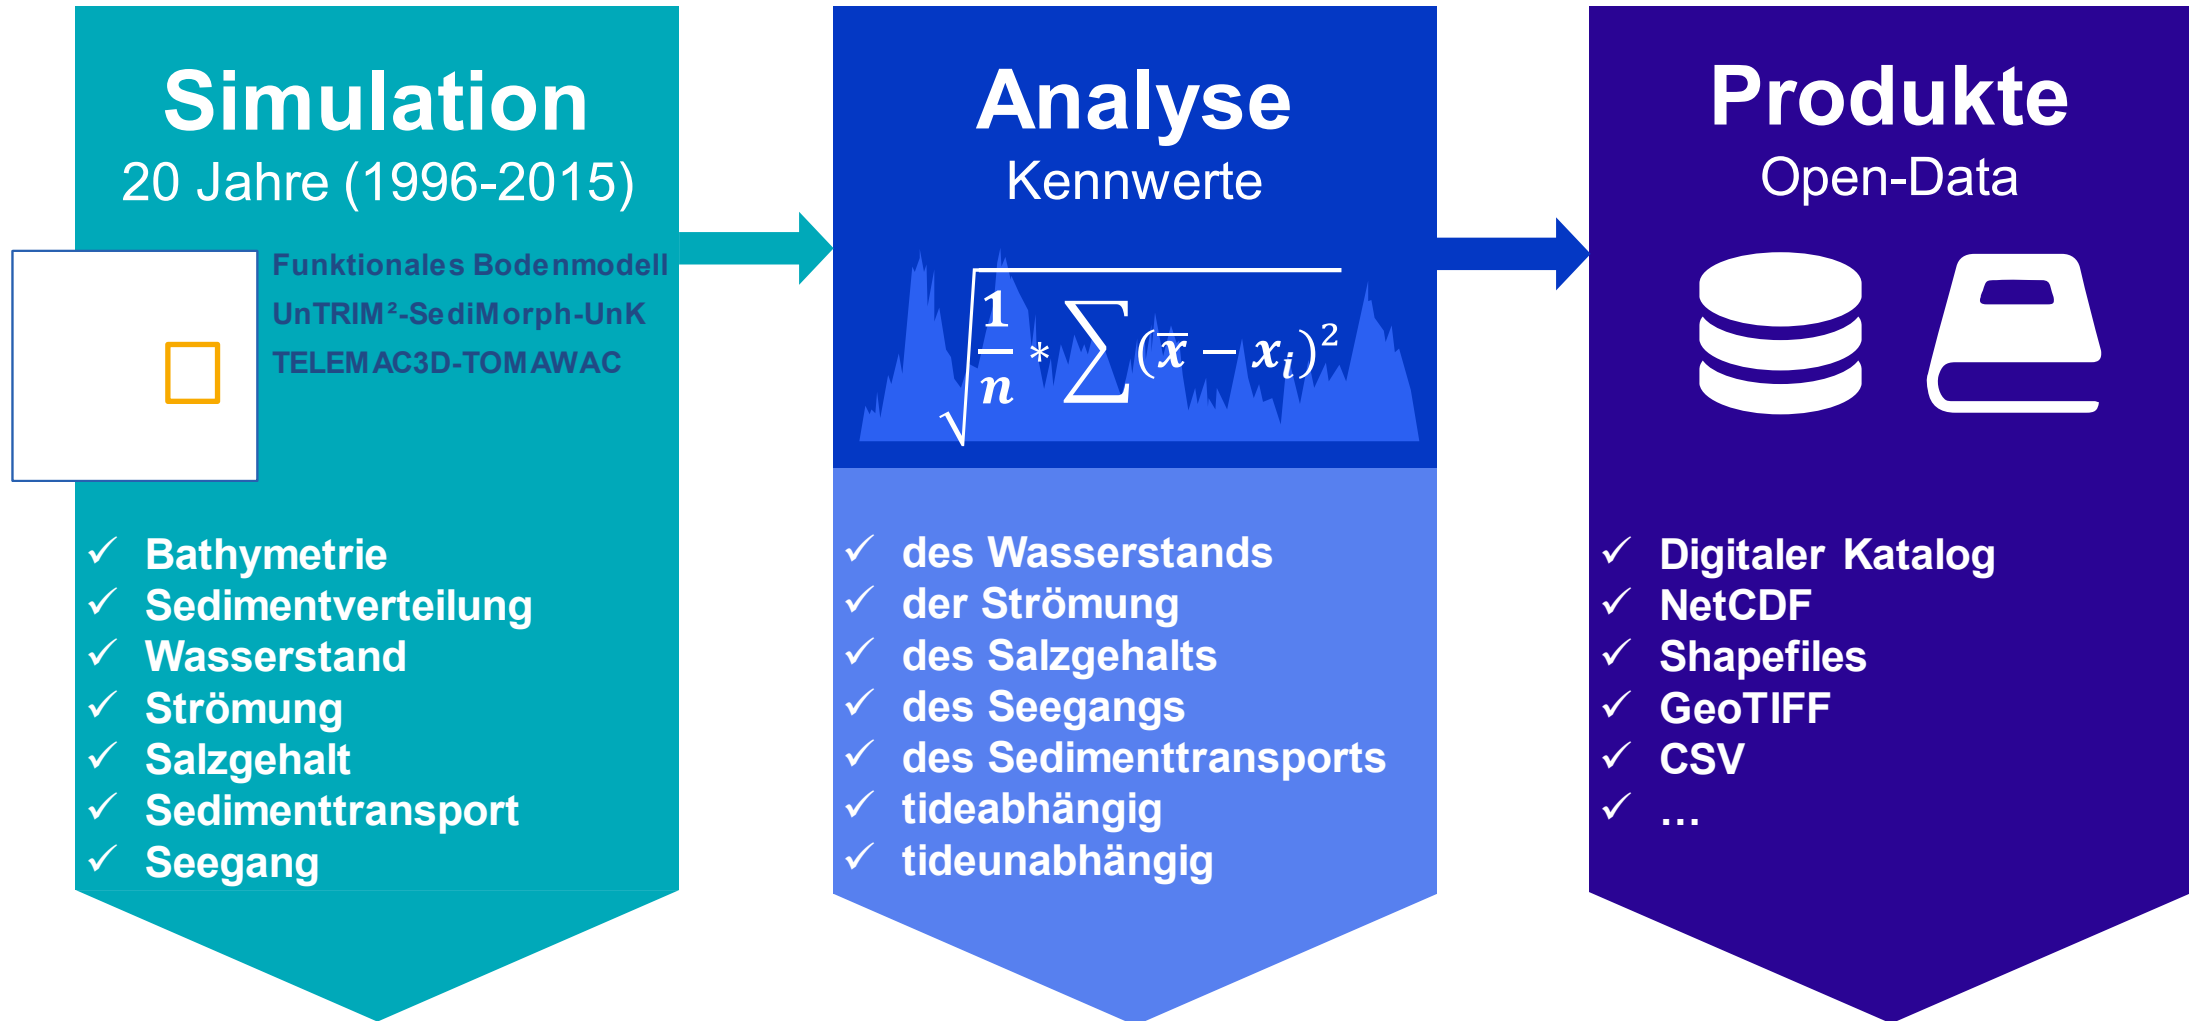 Simulation
20 Jahre (1996-2015)
Funktionales Bodenmodell
UnTRIM²-SediMorph-UnK
TELEMAC3D-TOMAWAC
✓ Bathymetrie
✓ Sedimentverteilung
✓ Wasserstand
✓ Strömung
✓ Salzgehalt
✓ Sedimenttransport
✓ Seegang
Analyse
Kennwerte
√(1/n * ∑(x̅ − xᵢ)²)
✓ des Wasserstands
✓ der Strömung
✓ des Salzgehalts
✓ des Seegangs
✓ des Sedimenttransports
✓ tideabhängig
✓ tideunabhängig
Produkte
Open-Data
✓ Digitaler Katalog
✓ NetCDF
✓ Shapefiles
✓ GeoTIFF
✓ CSV
✓ …